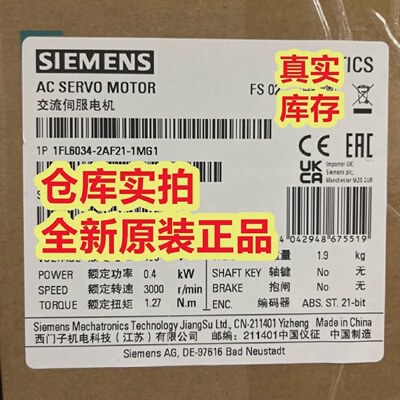 SIEMENS
AC SERVO MOTOR
交流伺服电机
FS 02
真实
库存
1P 1FL6034-2AF21-1MG1
UK
CA
Importer UK:
Siemens plc,
Manchester M20 2UR
仓库实拍
全新原装正品
4 042948 675519
1.9 kg
POWER 额定功率 0.4 kW SHAFT KEY 轴键 No 无
SPEED 额定转速 3000 r/min BRAKE 抱闸 No 无
TORQUE 额定扭矩 1.27 N.m ENC. 编码器 ABS. ST. 21-bit
Siemens Mechatronics Technology JiangSu Ltd, CN-211401 Yizheng Made in China
西门子机电科技（江苏）有限公司 邮编：211401中国仪征 中国制造
Siemens AG, DE-97616 Bad Neustadt